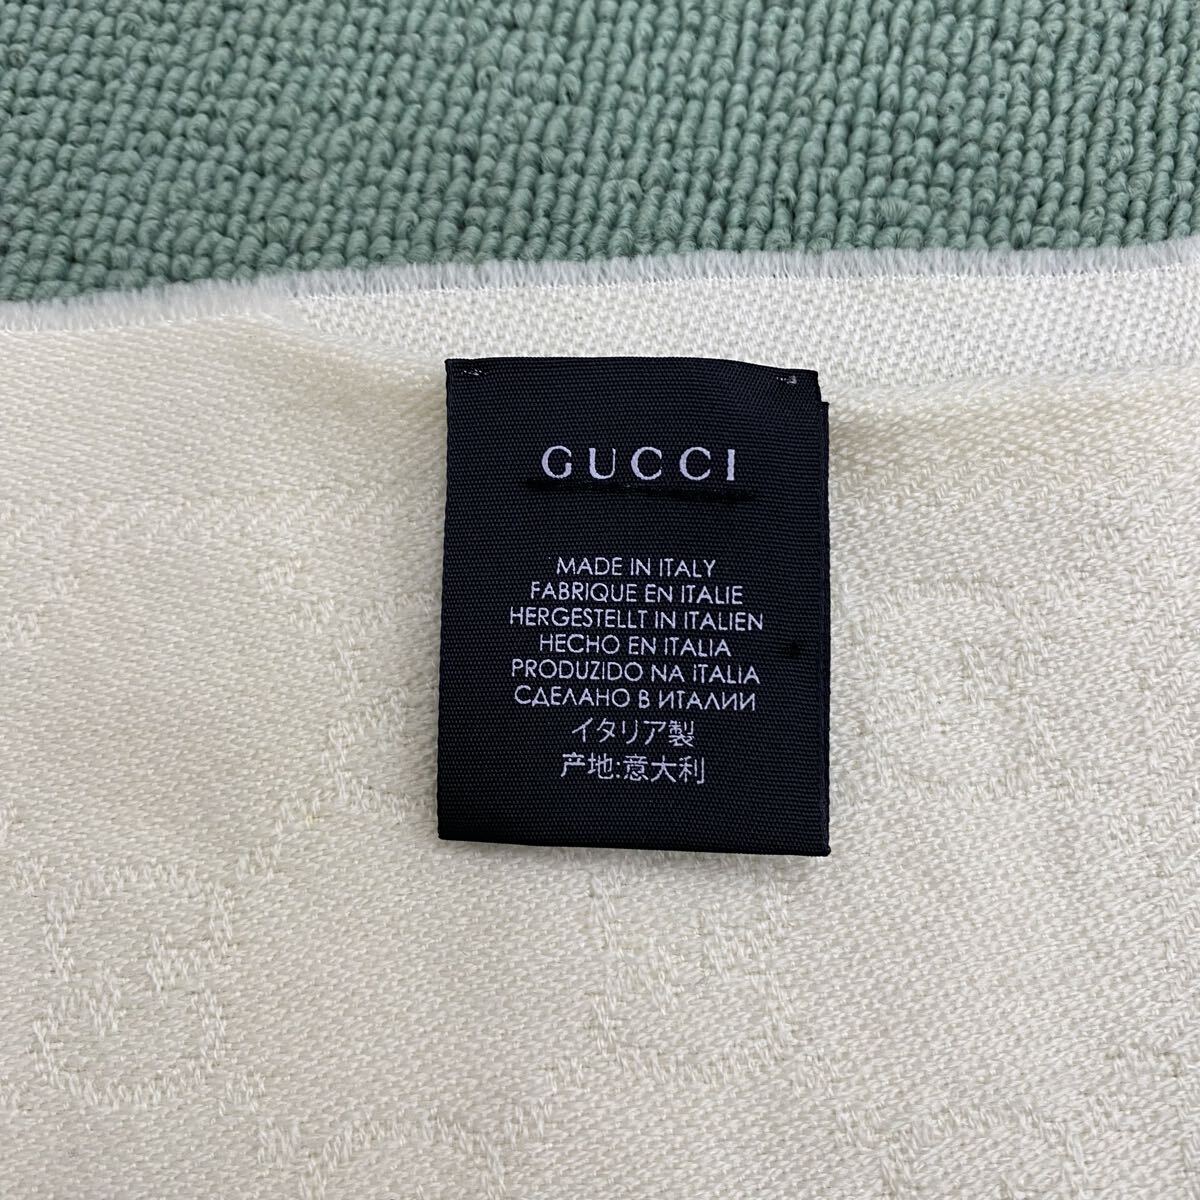 GUCCI
MADE IN ITALY
FABRIQUE EN ITALIE
HERGESTELLT IN ITALIEN
HECHO EN ITALIA
PRODUZIDO NA ITALIA
СДЕЛАНО В ИТАЛИИ
イタリア製
产地:意大利